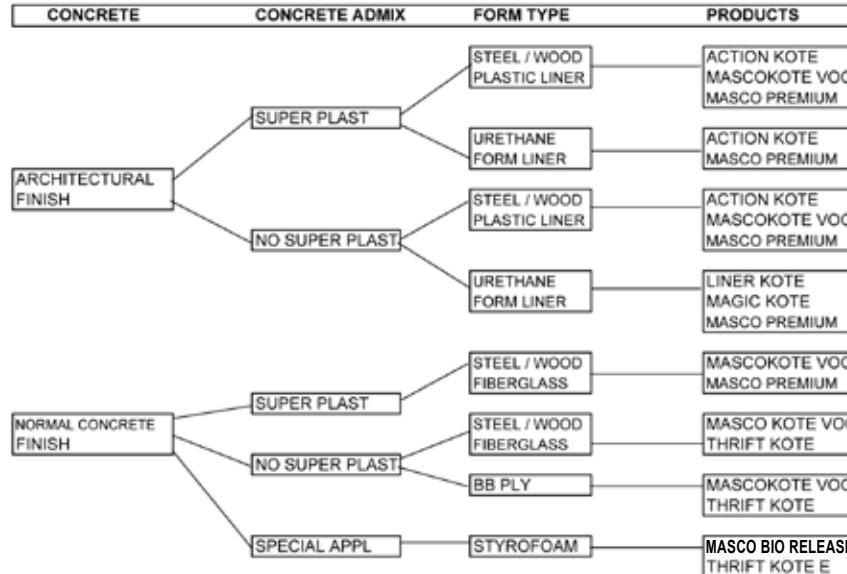 CONCRETE CONCRETE ADMIX FORM TYPE PRODUCTS
ARCHITECTURAL
FINISH
SUPER PLAST
STEEL / WOOD
PLASTIC LINER
ACTION KOTE
MASCOKOTE VOC
MASCO PREMIUM
URETHANE
FORM LINER
ACTION KOTE
MASCO PREMIUM
NO SUPER PLAST
STEEL / WOOD
PLASTIC LINER
ACTION KOTE
MASCOKOTE VOC
MASCO PREMIUM
URETHANE
FORM LINER
LINER KOTE
MAGIC KOTE
MASCO PREMIUM
NORMAL CONCRETE
FINISH
SUPER PLAST
STEEL / WOOD
FIBERGLASS
MASCOKOTE VOC
MASCO PREMIUM
NO SUPER PLAST
STEEL / WOOD
FIBERGLASS
MASCO KOTE VOC
THRIFT KOTE
BB PLY
MASCOKOTE VOC
THRIFT KOTE
SPECIAL APPL
STYROFOAM
MASCO BIO RELEASE
THRIFT KOTE E